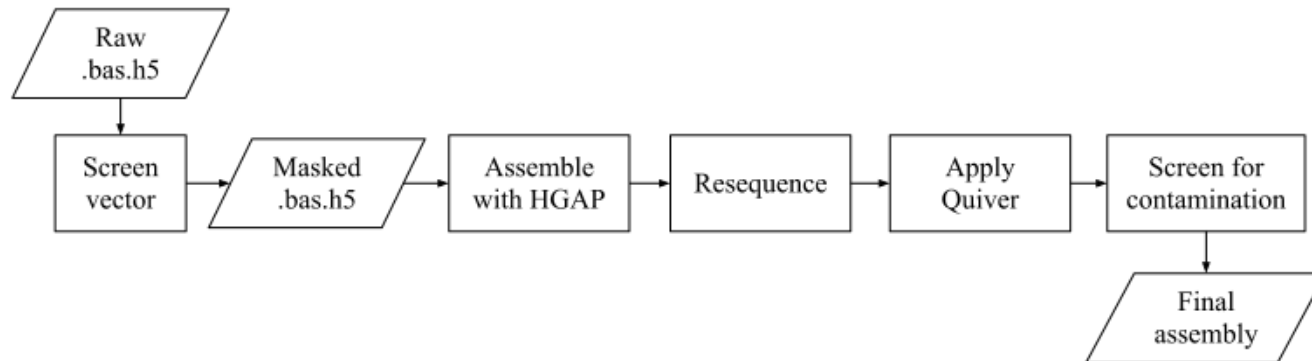 Raw
.bas.h5
Screen
vector
Masked
.bas.h5
Assemble
with HGAP
Resequence
Apply
Quiver
Screen for
contamination
Final
assembly